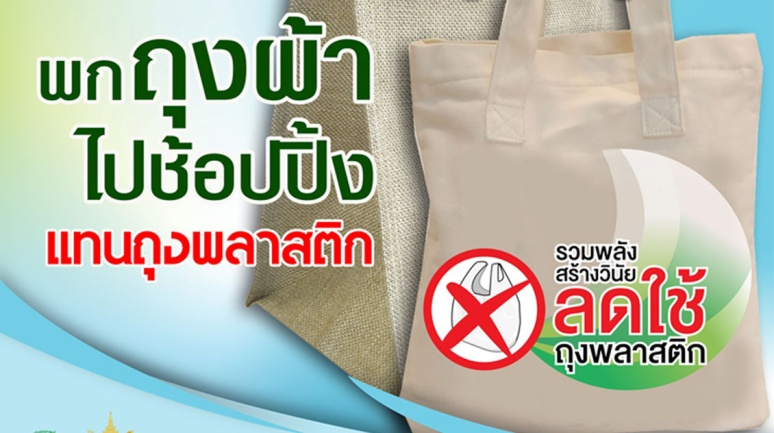 พกถุงผ้า
ไปช้อปปิ้ง
แทนถุงพลาสติก
รวมพลัง
สร้างวินัย
ลดใช้
ถุงพลาสติก